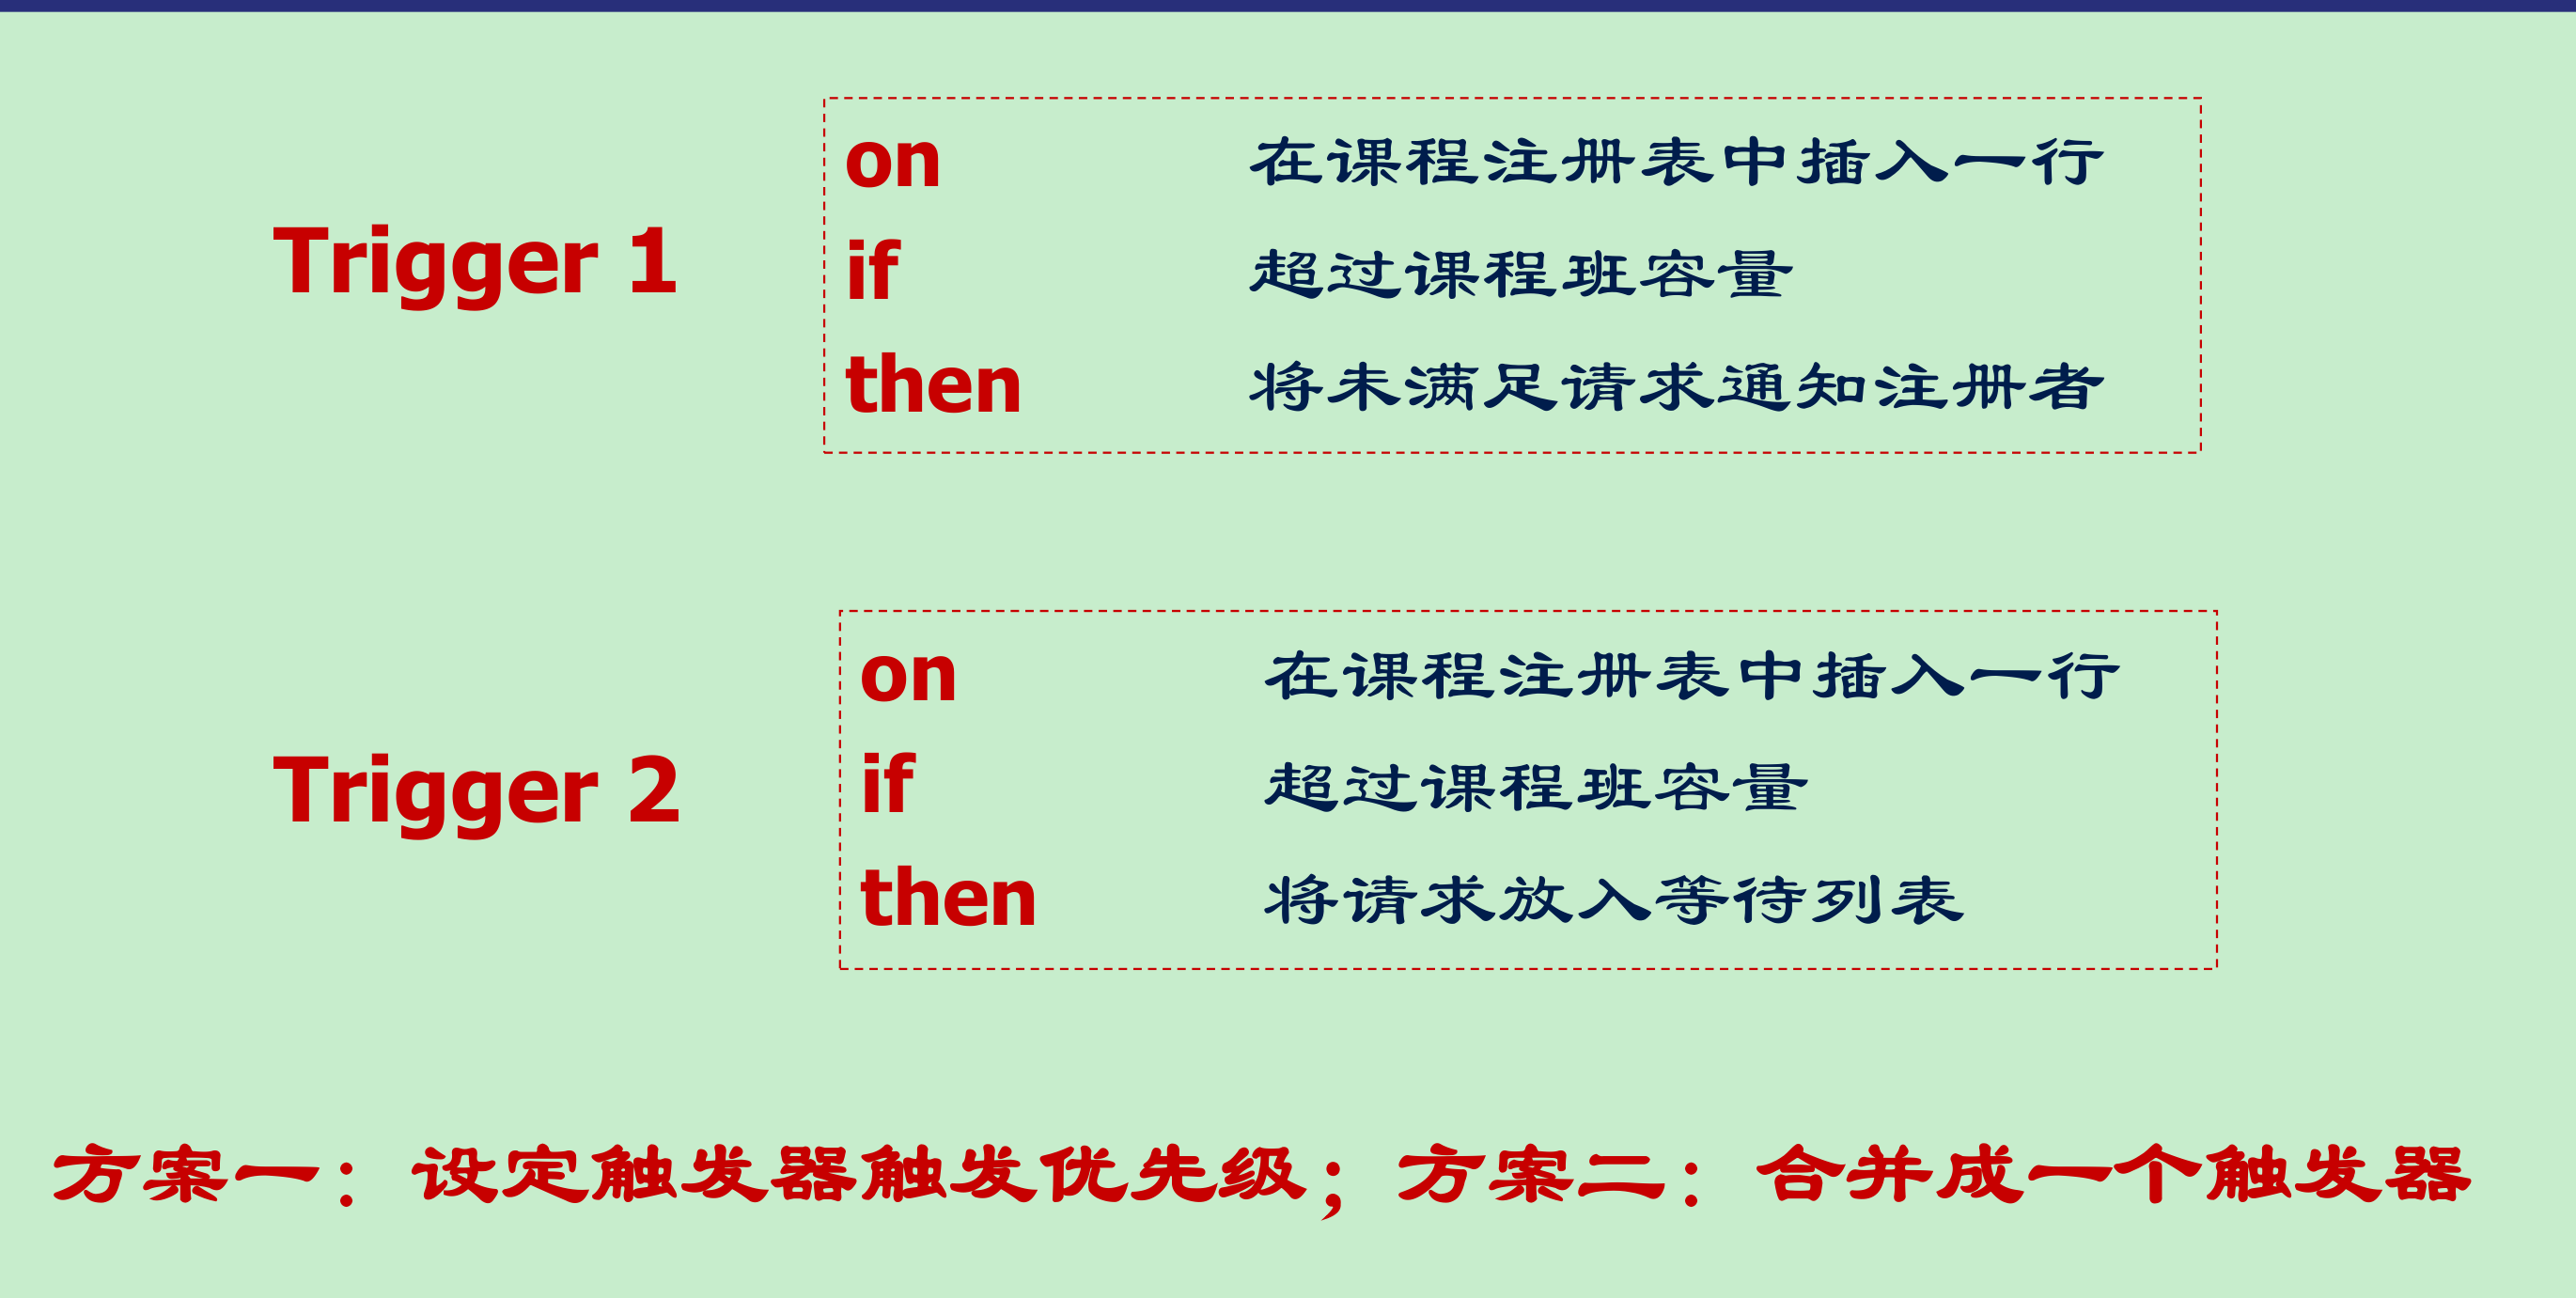 on 在课程注册表中插入一行
Trigger 1
if 超过课程班容量
then 将未满足请求通知注册者
on 在课程注册表中插入一行
Trigger 2
if 超过课程班容量
then 将请求放入等待列表
方案一：设定触发器触发优先级；方案二：合并成一个触发器